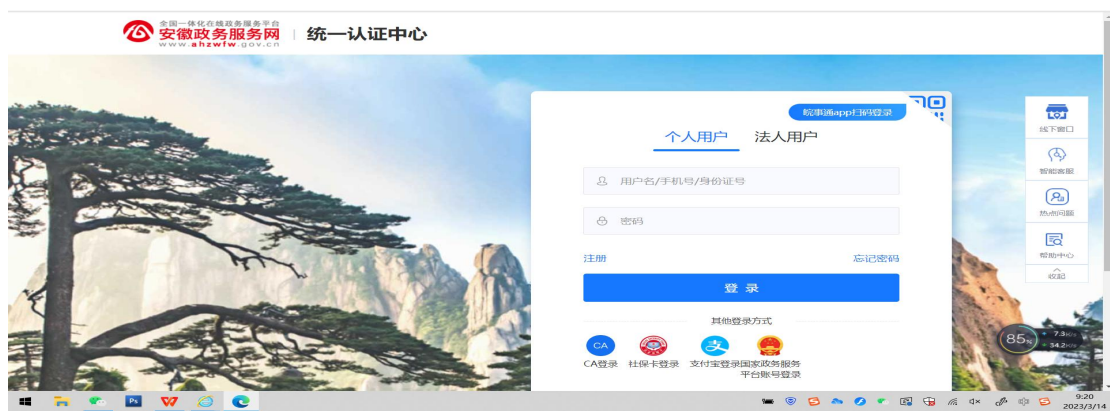 全国一体化在线政务服务平台
安徽政务服务网
www.ahzwfw.gov.cn
统一认证中心
皖事通app扫码登录
个人用户 法人用户
用户名/手机号/身份证号
密码
注册 忘记密码
登 录
其他登录方式
CA
CA登录 社保卡登录 支付宝登录 国家政务服务
平台账号登录
线下窗口
智能客服
热点问题
帮助中心
收起
85%
7.3K/s
34.2K/s
Ps
9:20
2023/3/14